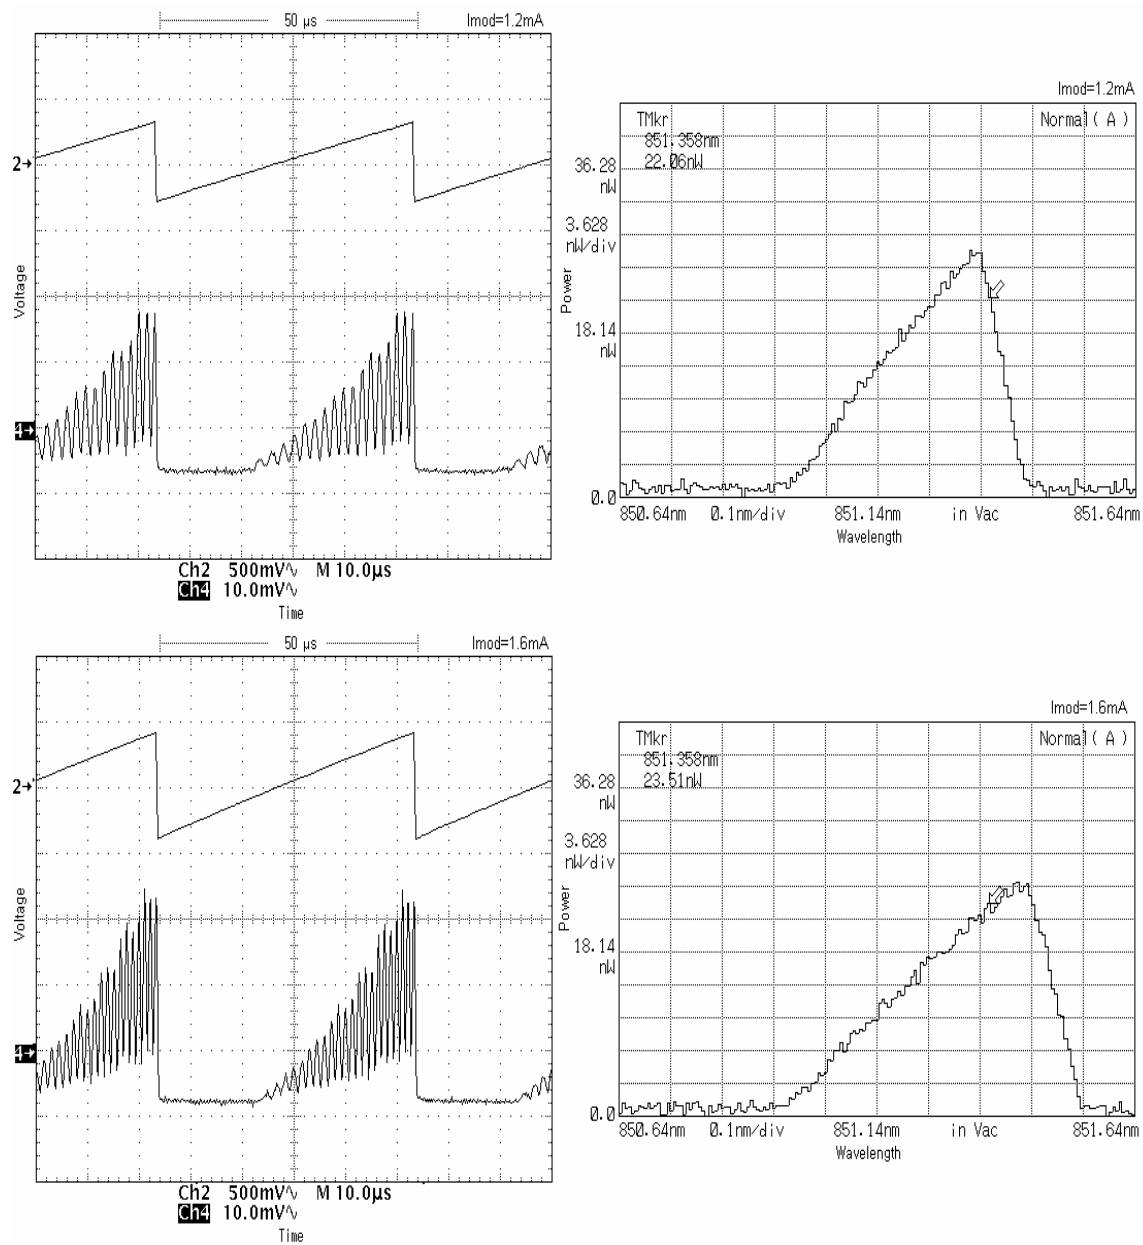 50 µs
Imod=1.2mA
2→
Voltage
4→
Ch2 500mV∿ M 10.0µs
Ch4 10.0mV∿
Time
Imod=1.2mA
TMkr
851.358nm
22.06nW
Normal ( A )
36.28
nW
3.628
nW/div
Power
18.14
nW
0.0
850.64nm 0.1nm/div 851.14nm in Vac 851.64nm
Wavelength
50 µs
Imod=1.6mA
2→
Voltage
4→
Ch2 500mV∿ M 10.0µs
Ch4 10.0mV∿
Time
Imod=1.6mA
TMkr
851.358nm
23.51nW
Normal ( A )
36.28
nW
3.628
nW/div
Power
18.14
nW
0.0
850.64nm 0.1nm/div 851.14nm in Vac 851.64nm
Wavelength